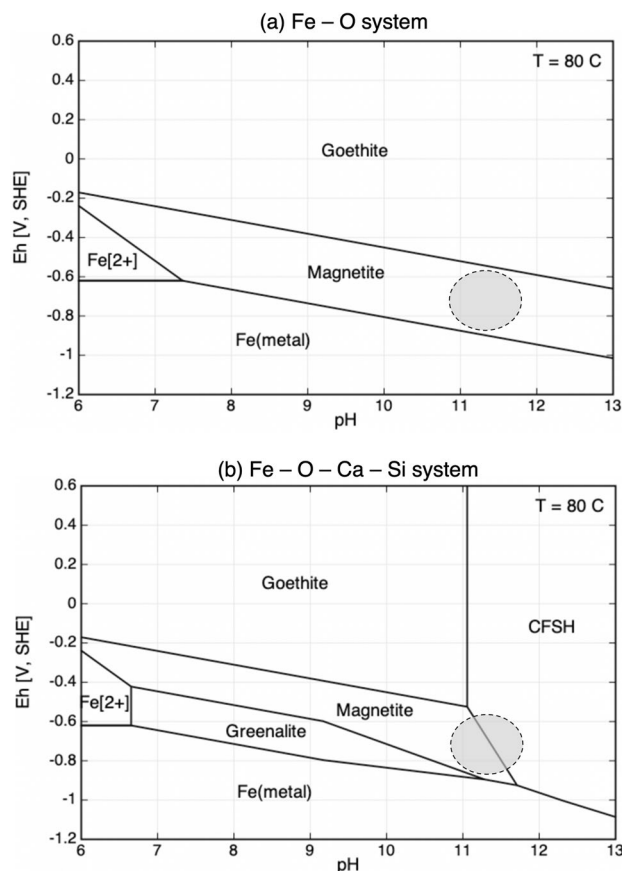 (a) Fe – O system
T = 80 C
0.6
0.4
0.2
0
-0.2
-0.4
-0.6
-0.8
-1
-1.2
Eh [V, SHE]
Goethite
Fe[2+]
Magnetite
Fe(metal)
6 7 8 9 10 11 12 13
pH
(b) Fe – O – Ca – Si system
T = 80 C
0.6
0.4
0.2
0
-0.2
-0.4
-0.6
-0.8
-1
-1.2
Eh [V, SHE]
Goethite
CFSH
Fe[2+]
Magnetite
Greenalite
Fe(metal)
6 7 8 9 10 11 12 13
pH